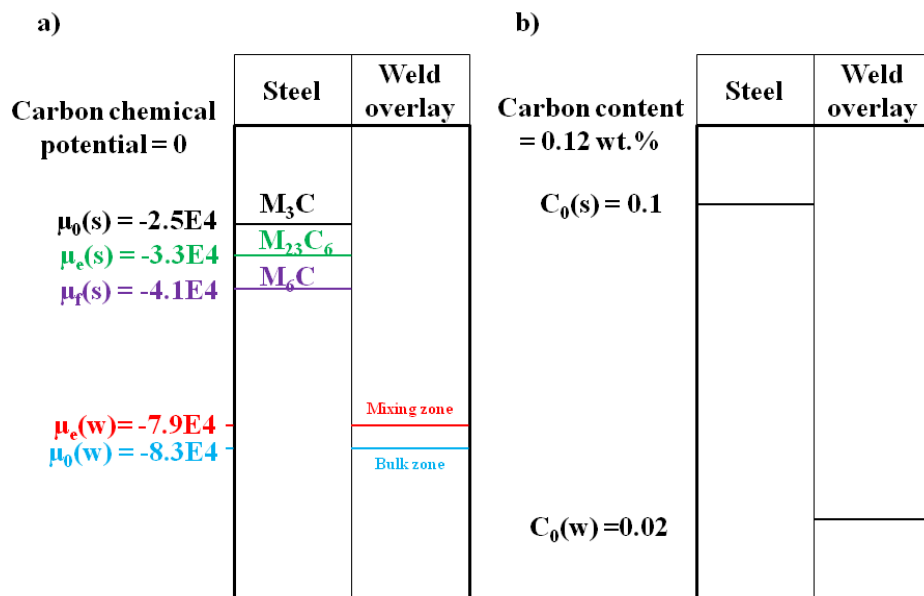 a)
Steel
Weld
overlay
Carbon chemical
potential = 0
M₃C
μ₀(s) = -2.5E4
M₂₃C₆
μₑ(s) = -3.3E4
M₆C
μf(s) = -4.1E4
Mixing zone
μₑ(w)= -7.9E4
μ₀(w) = -8.3E4
Bulk zone
b)
Steel
Weld
overlay
Carbon content
= 0.12 wt.%
C₀(s) = 0.1
C₀(w) =0.02